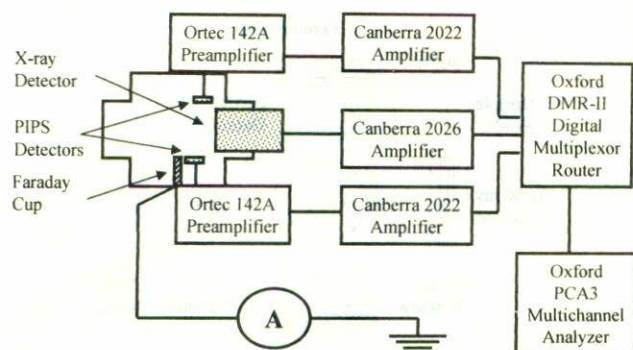 Ortec 142A
Preamplifier
Canberra 2022
Amplifier
X-ray
Detector
PIPS
Detectors
Faraday
Cup
Canberra 2026
Amplifier
Oxford
DMR-II
Digital
Multiplexor
Router
Ortec 142A
Preamplifier
Canberra 2022
Amplifier
A
Oxford
PCA3
Multichannel
Analyzer